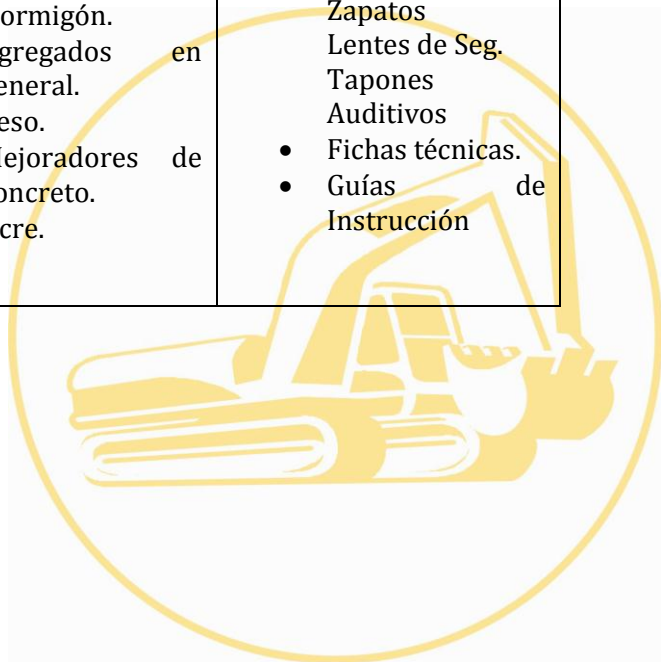 ormigón.
gregados en
eneral.
eso.
ejoradores de
oncreto.
cre.
Zapatos
Lentes de Seg.
Tapones
Auditivos
• Fichas técnicas.
• Guías de
Instrucción